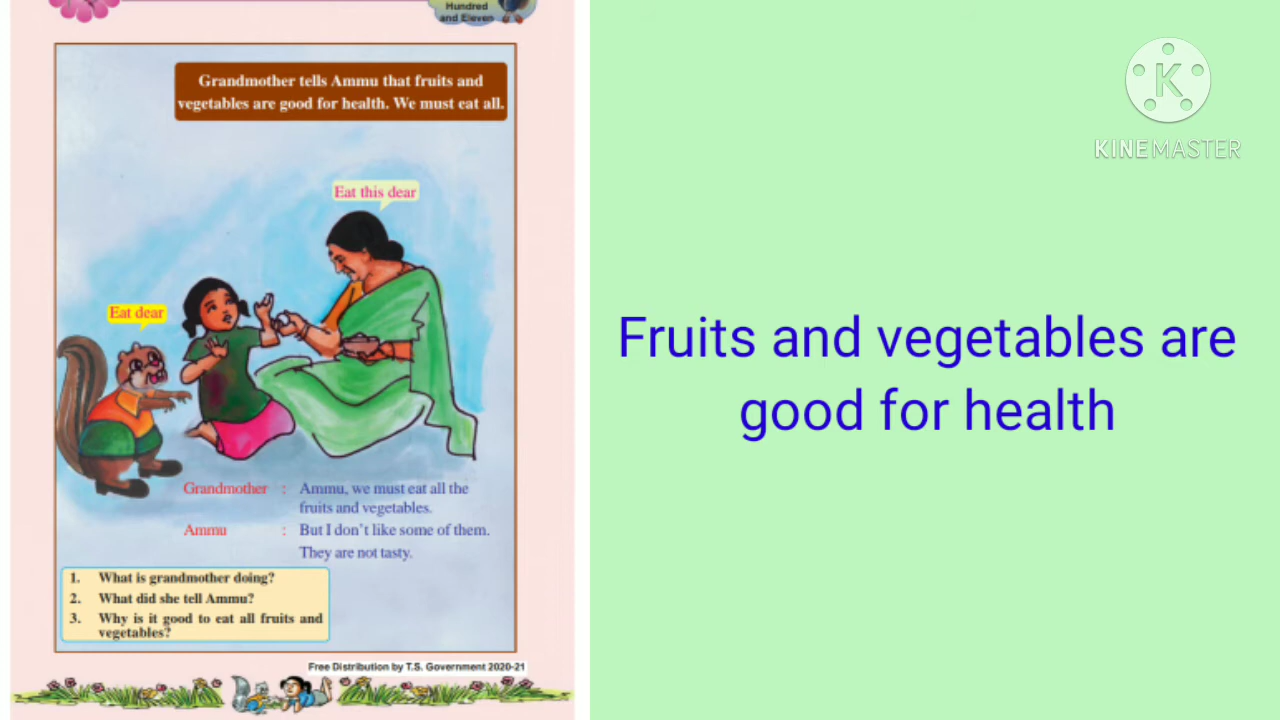 Hundred
and Eleven
Grandmother tells Ammu that fruits and
vegetables are good for health. We must eat all.
Eat this dear
Eat dear
Grandmother : Ammu, we must eat all the
fruits and vegetables.
Ammu : But I don't like some of them.
They are not tasty.
1. What is grandmother doing?
2. What did she tell Ammu?
3. Why is it good to eat all fruits and
vegetables?
Free Distribution by T.S. Government 2020-21
K
KINEMASTER
Fruits and vegetables are
good for health